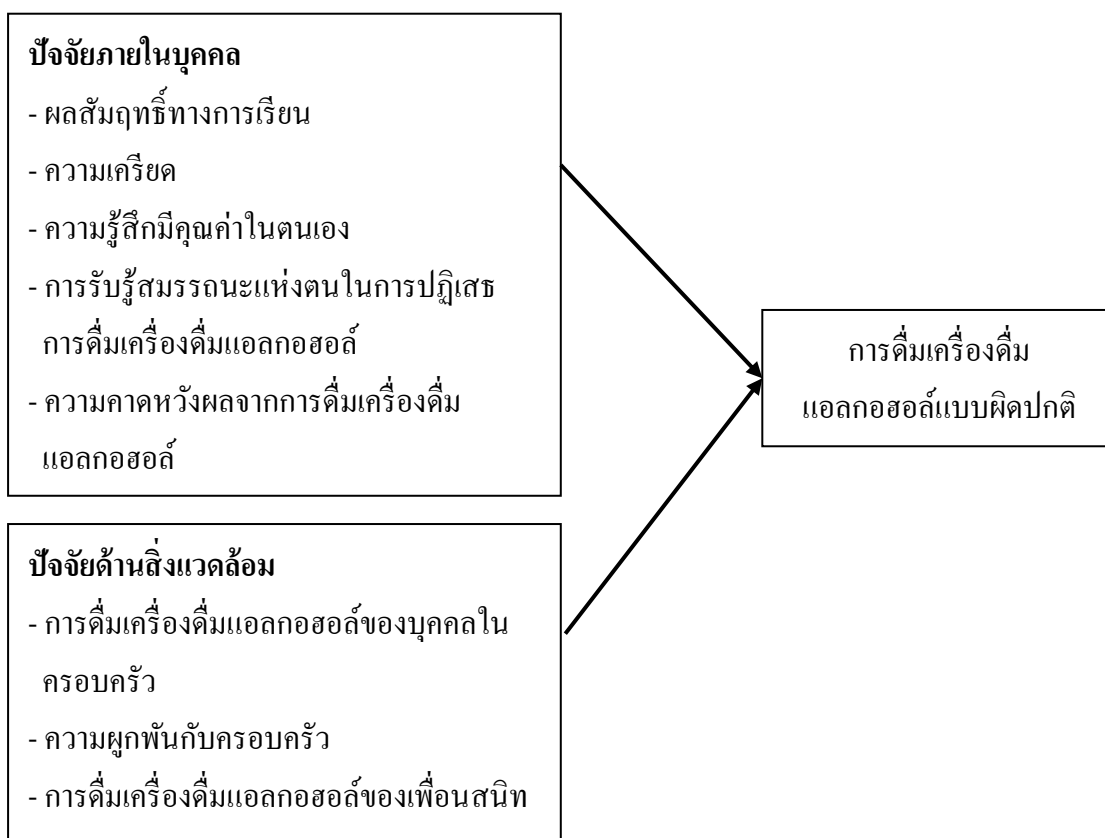 ปัจจัยภายในบุคคล
- ผลสัมฤทธิ์ทางการเรียน
- ความเครียด
- ความรู้สึกมีคุณค่าในตนเอง
- การรับรู้สมรรถนะแห่งตนในการปฏิเสธ
การดื่มเครื่องดื่มแอลกอฮอล์
- ความคาดหวังผลจากการดื่มเครื่องดื่ม
แอลกอฮอล์
การดื่มเครื่องดื่ม
แอลกอฮอล์แบบผิดปกติ
ปัจจัยด้านสิ่งแวดล้อม
- การดื่มเครื่องดื่มแอลกอฮอล์ของบุคคลใน
ครอบครัว
- ความผูกพันกับครอบครัว
- การดื่มเครื่องดื่มแอลกอฮอล์ของเพื่อนสนิท